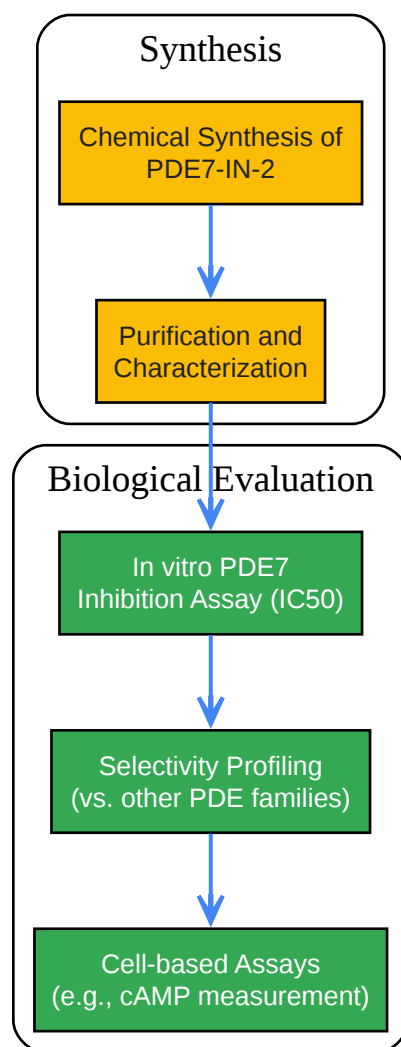 Synthesis
Chemical Synthesis of
PDE7-IN-2
Purification and
Characterization
Biological Evaluation
In vitro PDE7
Inhibition Assay (IC50)
Selectivity Profiling
(vs. other PDE families)
Cell-based Assays
(e.g., cAMP measurement)